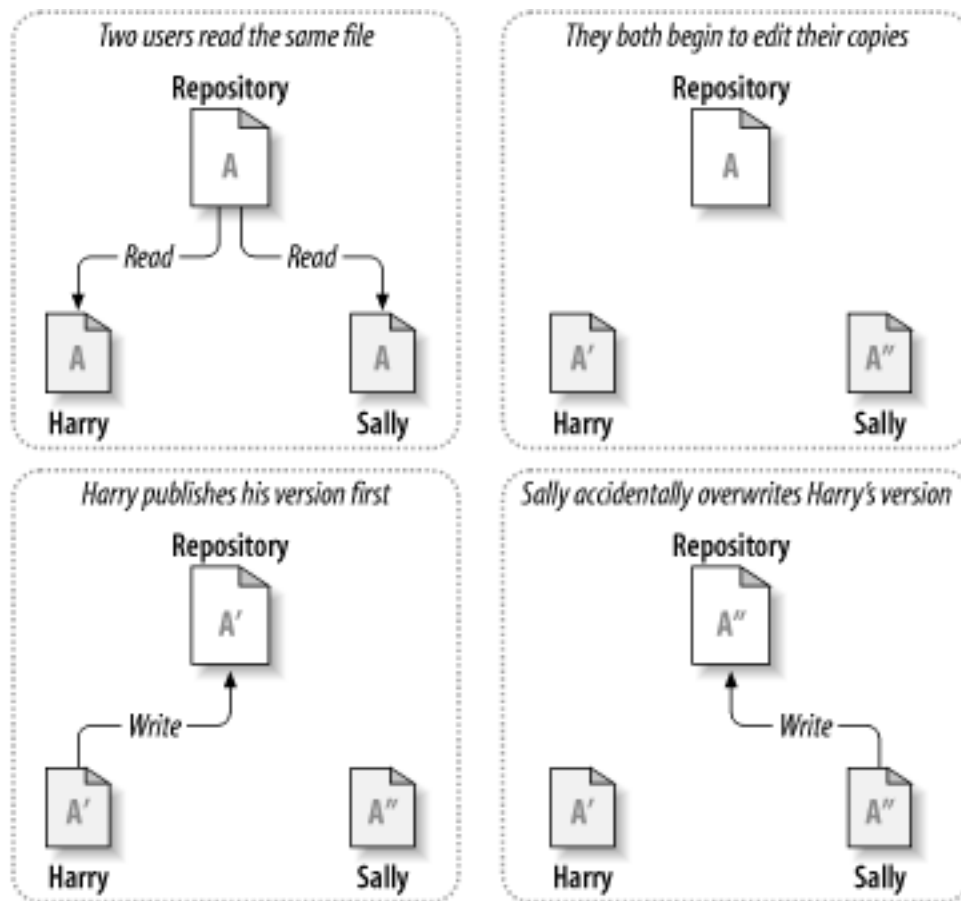 Two users read the same file
Repository
A
Read Read
A A
Harry Sally
They both begin to edit their copies
Repository
A
A' A"
Harry Sally
Harry publishes his version first
Repository
A'
Write
A' A"
Harry Sally
Sally accidentally overwrites Harry's version
Repository
A"
Write
A' A"
Harry Sally